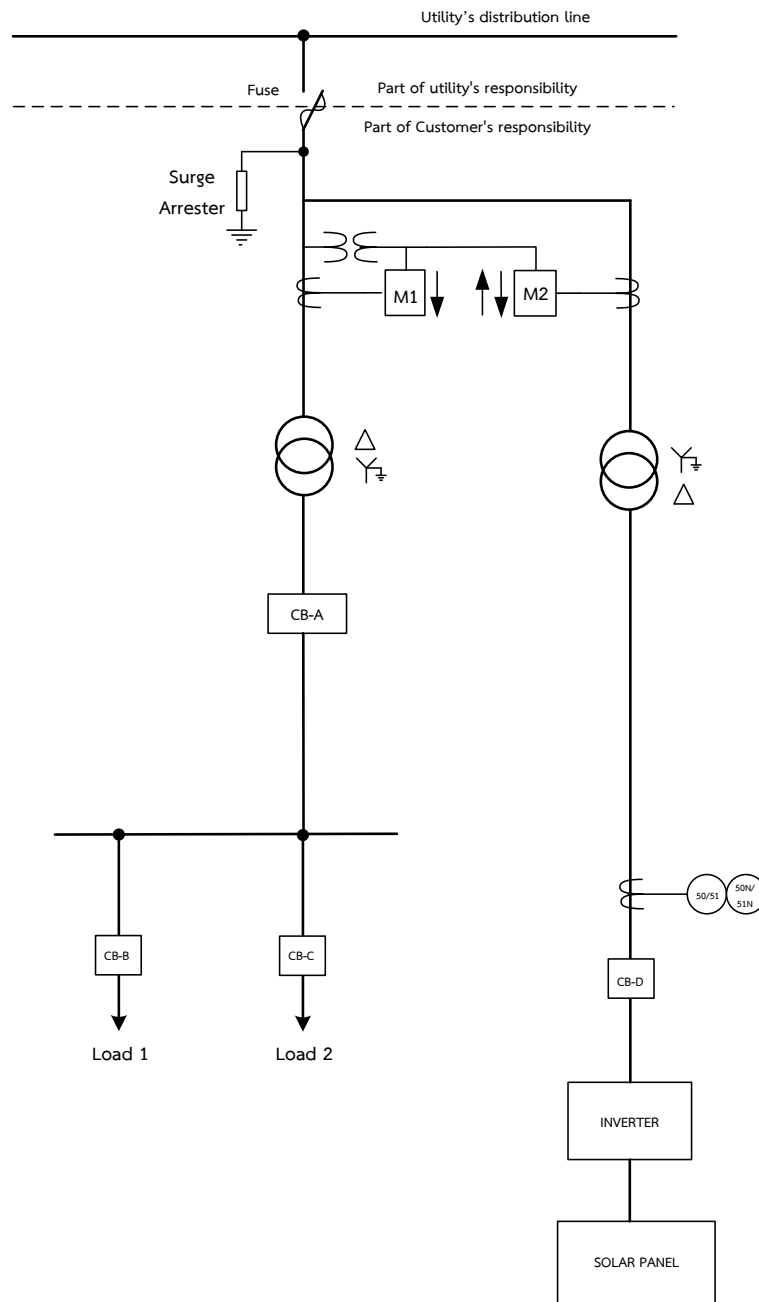 Utility's distribution line
Fuse
Part of utility's responsibility
Part of Customer's responsibility
Surge
Arrester
M1
M2
CB-A
50/51
50N/
51N
CB-B
CB-C
CB-D
Load 1
Load 2
INVERTER
SOLAR PANEL